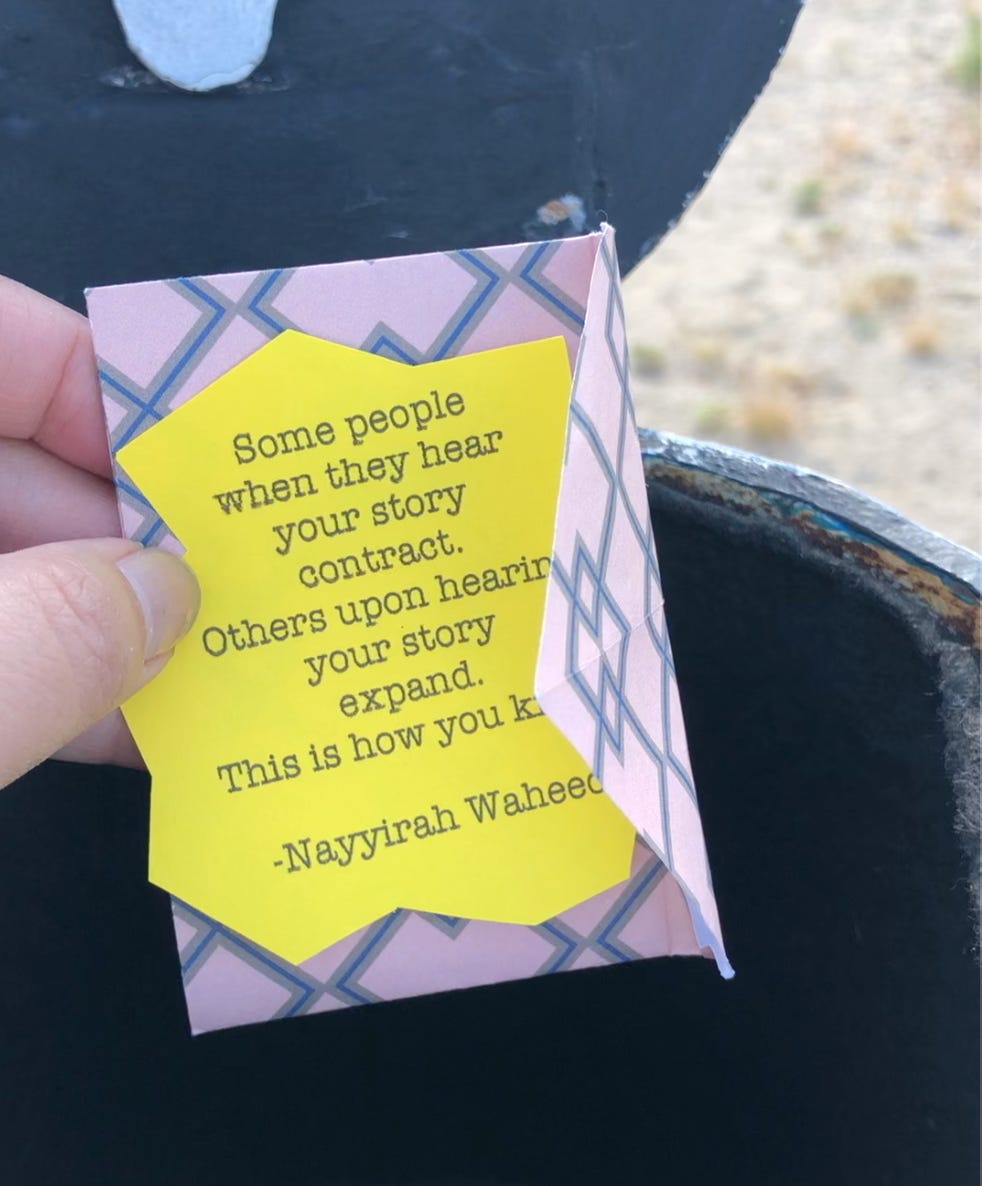 Some people
when they hear
your story
contract.
Others upon hearin
your story
expand.
This is how you k
-Nayyirah Waheed